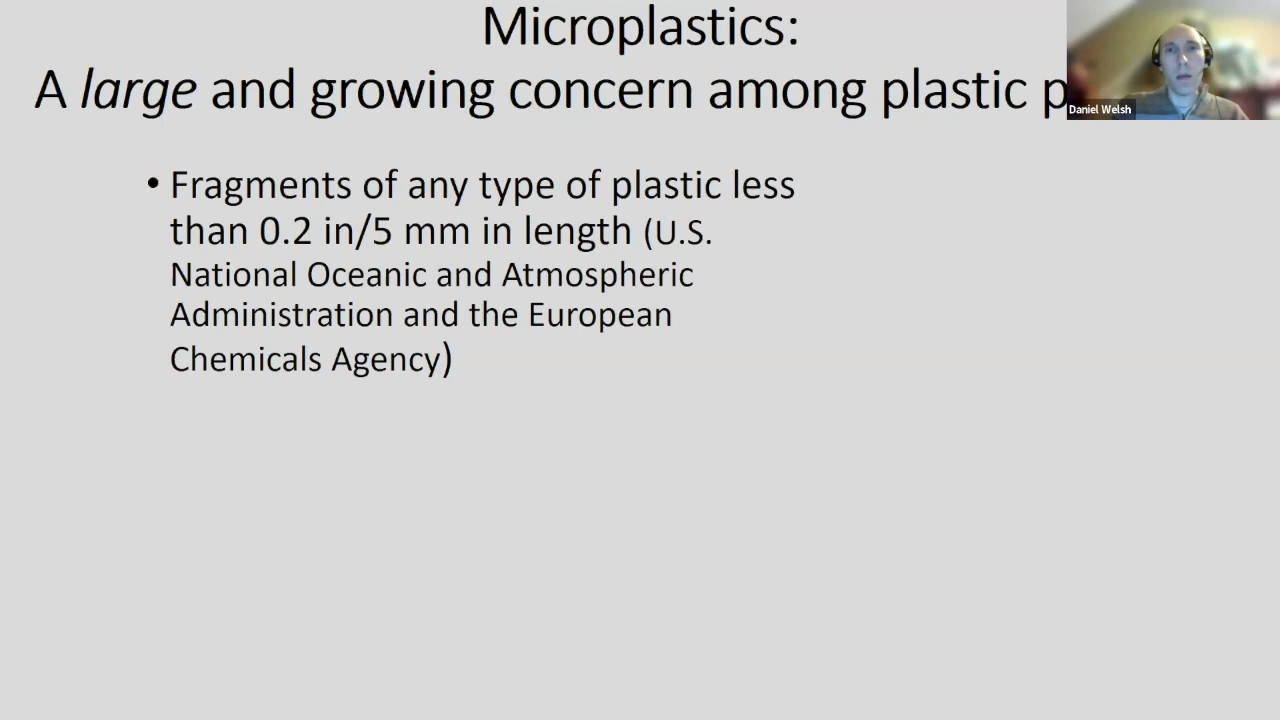 Microplastics:
A large and growing concern among plastic p
Daniel Welsh
• Fragments of any type of plastic less
than 0.2 in/5 mm in length (U.S.
National Oceanic and Atmospheric
Administration and the European
Chemicals Agency)